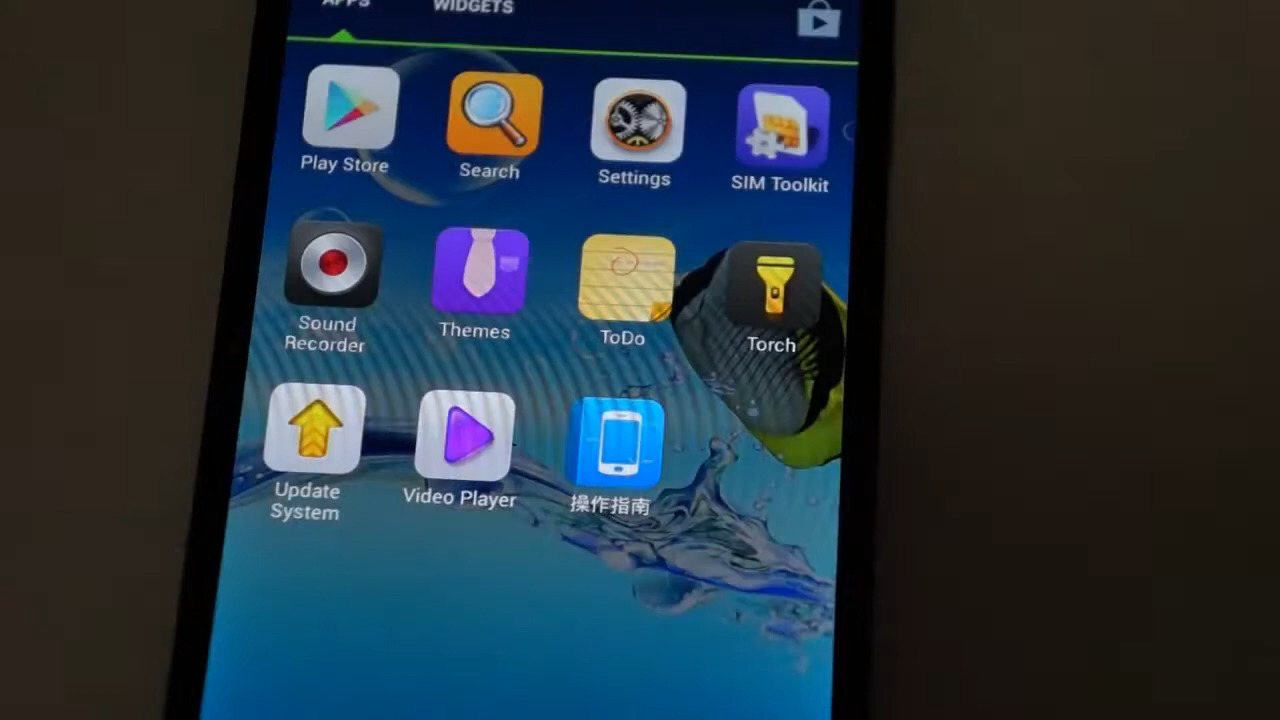 APPS WIDGETS
Play Store Search Settings SIM Toolkit
Sound Recorder Themes ToDo Torch
Update System Video Player 操作指南